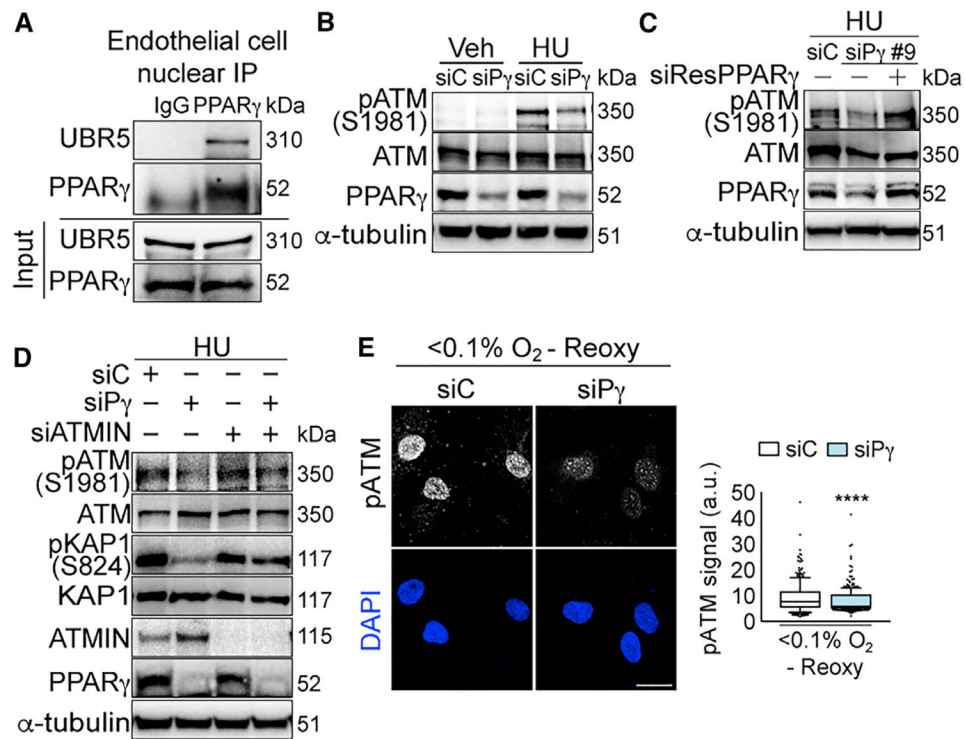 A
Endothelial cell
nuclear IP
IgG PPARγ kDa
UBR5 310
PPARγ 52
Input
UBR5 310
PPARγ 52
B
Veh HU
siC siPγ siC siPγ kDa
pATM
(S1981) 350
ATM 350
PPARγ 52
α-tubulin 51
C
HU
siC siPγ #9
siResPPARγ – – + kDa
pATM
(S1981) 350
ATM 350
PPARγ 52
α-tubulin 51
D
HU
siC + – – –
siPγ – + – +
siATMIN – – + + kDa
pATM
(S1981) 350
ATM 350
pKAP1
(S824) 117
KAP1 117
ATMIN 115
PPARγ 52
α-tubulin 51
E
<0.1% O₂ - Reoxy
siC siPγ
pATM
DAPI
siC siPγ
pATM signal (a.u.)
50
40
30
20
10
0
****
<0.1% O₂
- Reoxy